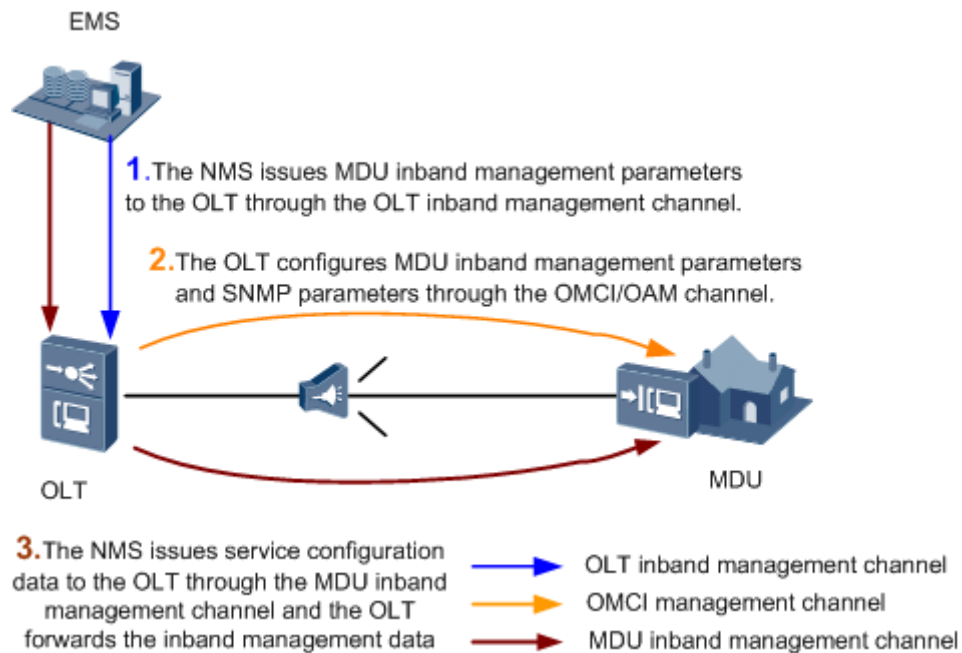 EMS
1.The NMS issues MDU inband management parameters
to the OLT through the OLT inband management channel.
2.The OLT configures MDU inband management parameters
and SNMP parameters through the OMCI/OAM channel.
OLT
MDU
3.The NMS issues service configuration
data to the OLT through the MDU inband
management channel and the OLT
forwards the inband management data
OLT inband management channel
OMCI management channel
MDU inband management channel